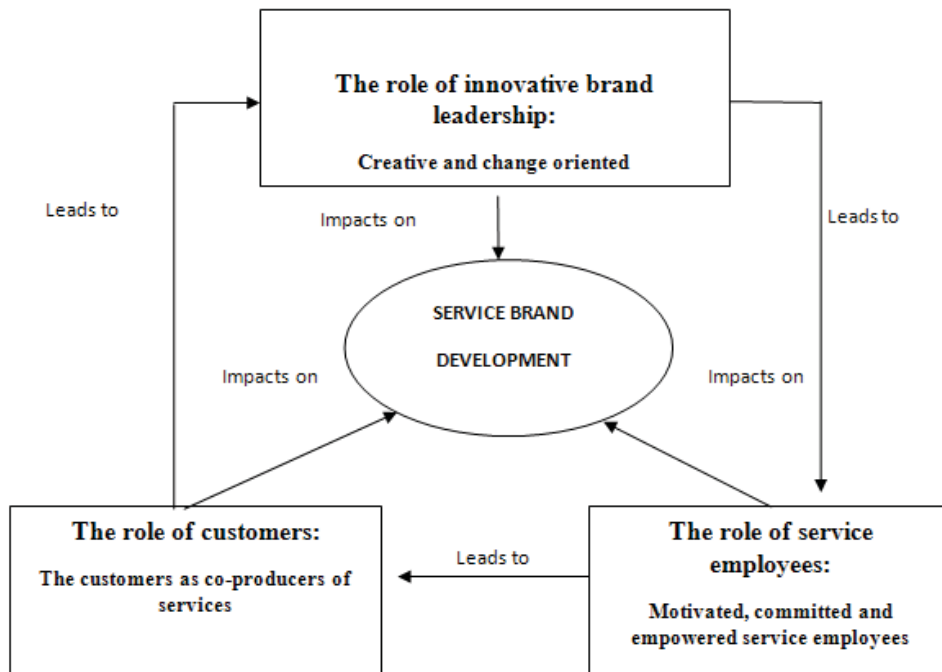 The role of innovative brand
leadership:
Creative and change oriented
Leads to
Impacts on
Leads to
SERVICE BRAND
DEVELOPMENT
Impacts on
Impacts on
The role of customers:
The customers as co-producers of
services
Leads to
The role of service
employees:
Motivated, committed and
empowered service employees